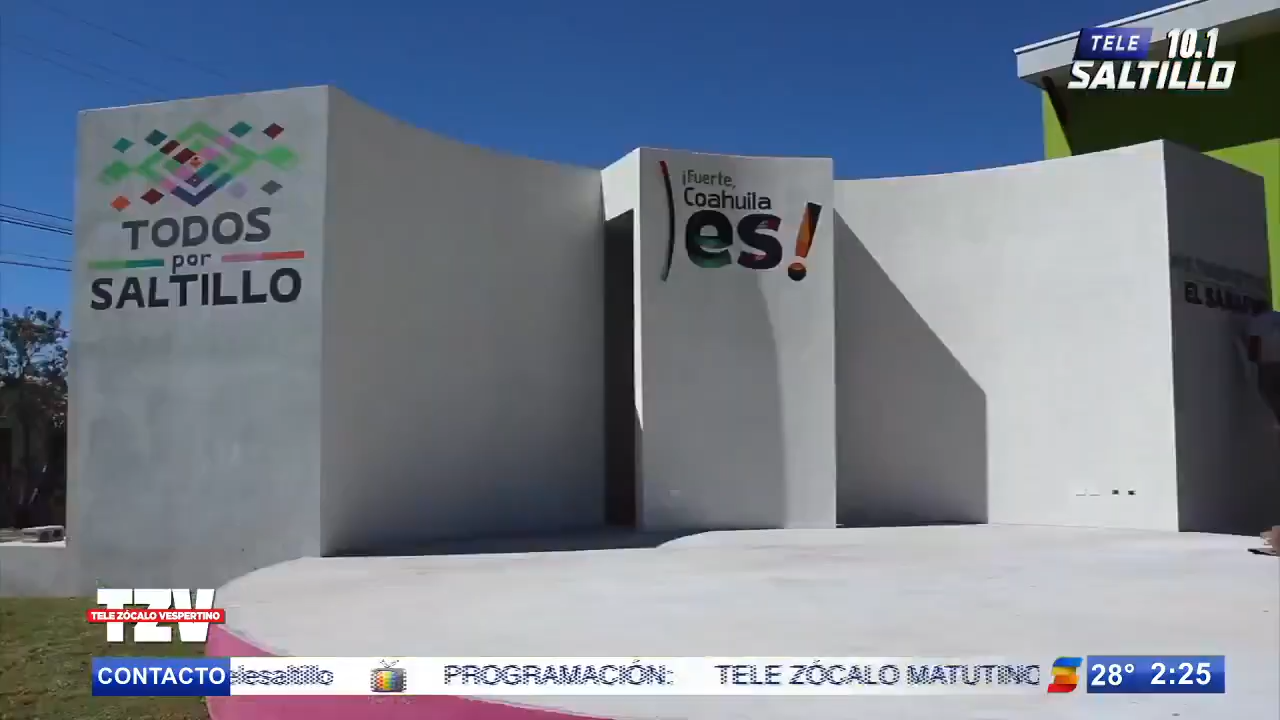 TELE 10.1
SALTILLO
TODOS
por
SALTILLO
¡Fuerte,
Coahuila
es!
EL
TZV
TELE ZÓCALO VESPERTINO
CONTACTO
PROGRAMACIÓN: TELE ZÓCALO MATUTINO
28° 2:25